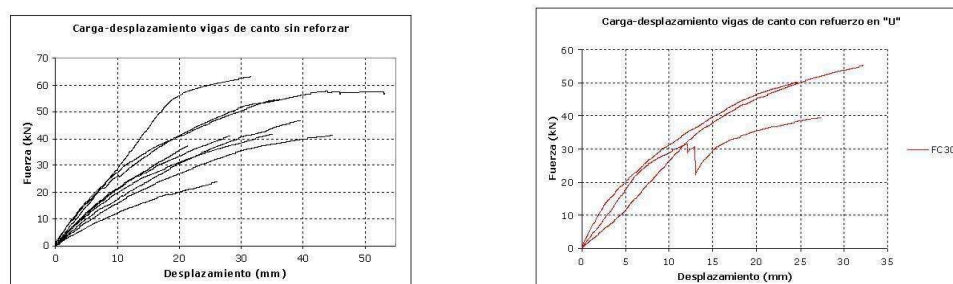 Carga-desplazamiento vigas de canto sin reforzar
Fuerza (kN)
70
60
50
40
30
20
10
0
0 10 20 30 40 50
Desplazamiento (mm)
Carga-desplazamiento vigas de canto con refuerzo en "U"
Fuerza (kN)
60
50
40
30
20
10
0
0 5 10 15 20 25 30 35
Desplazamiento (mm)
FC30